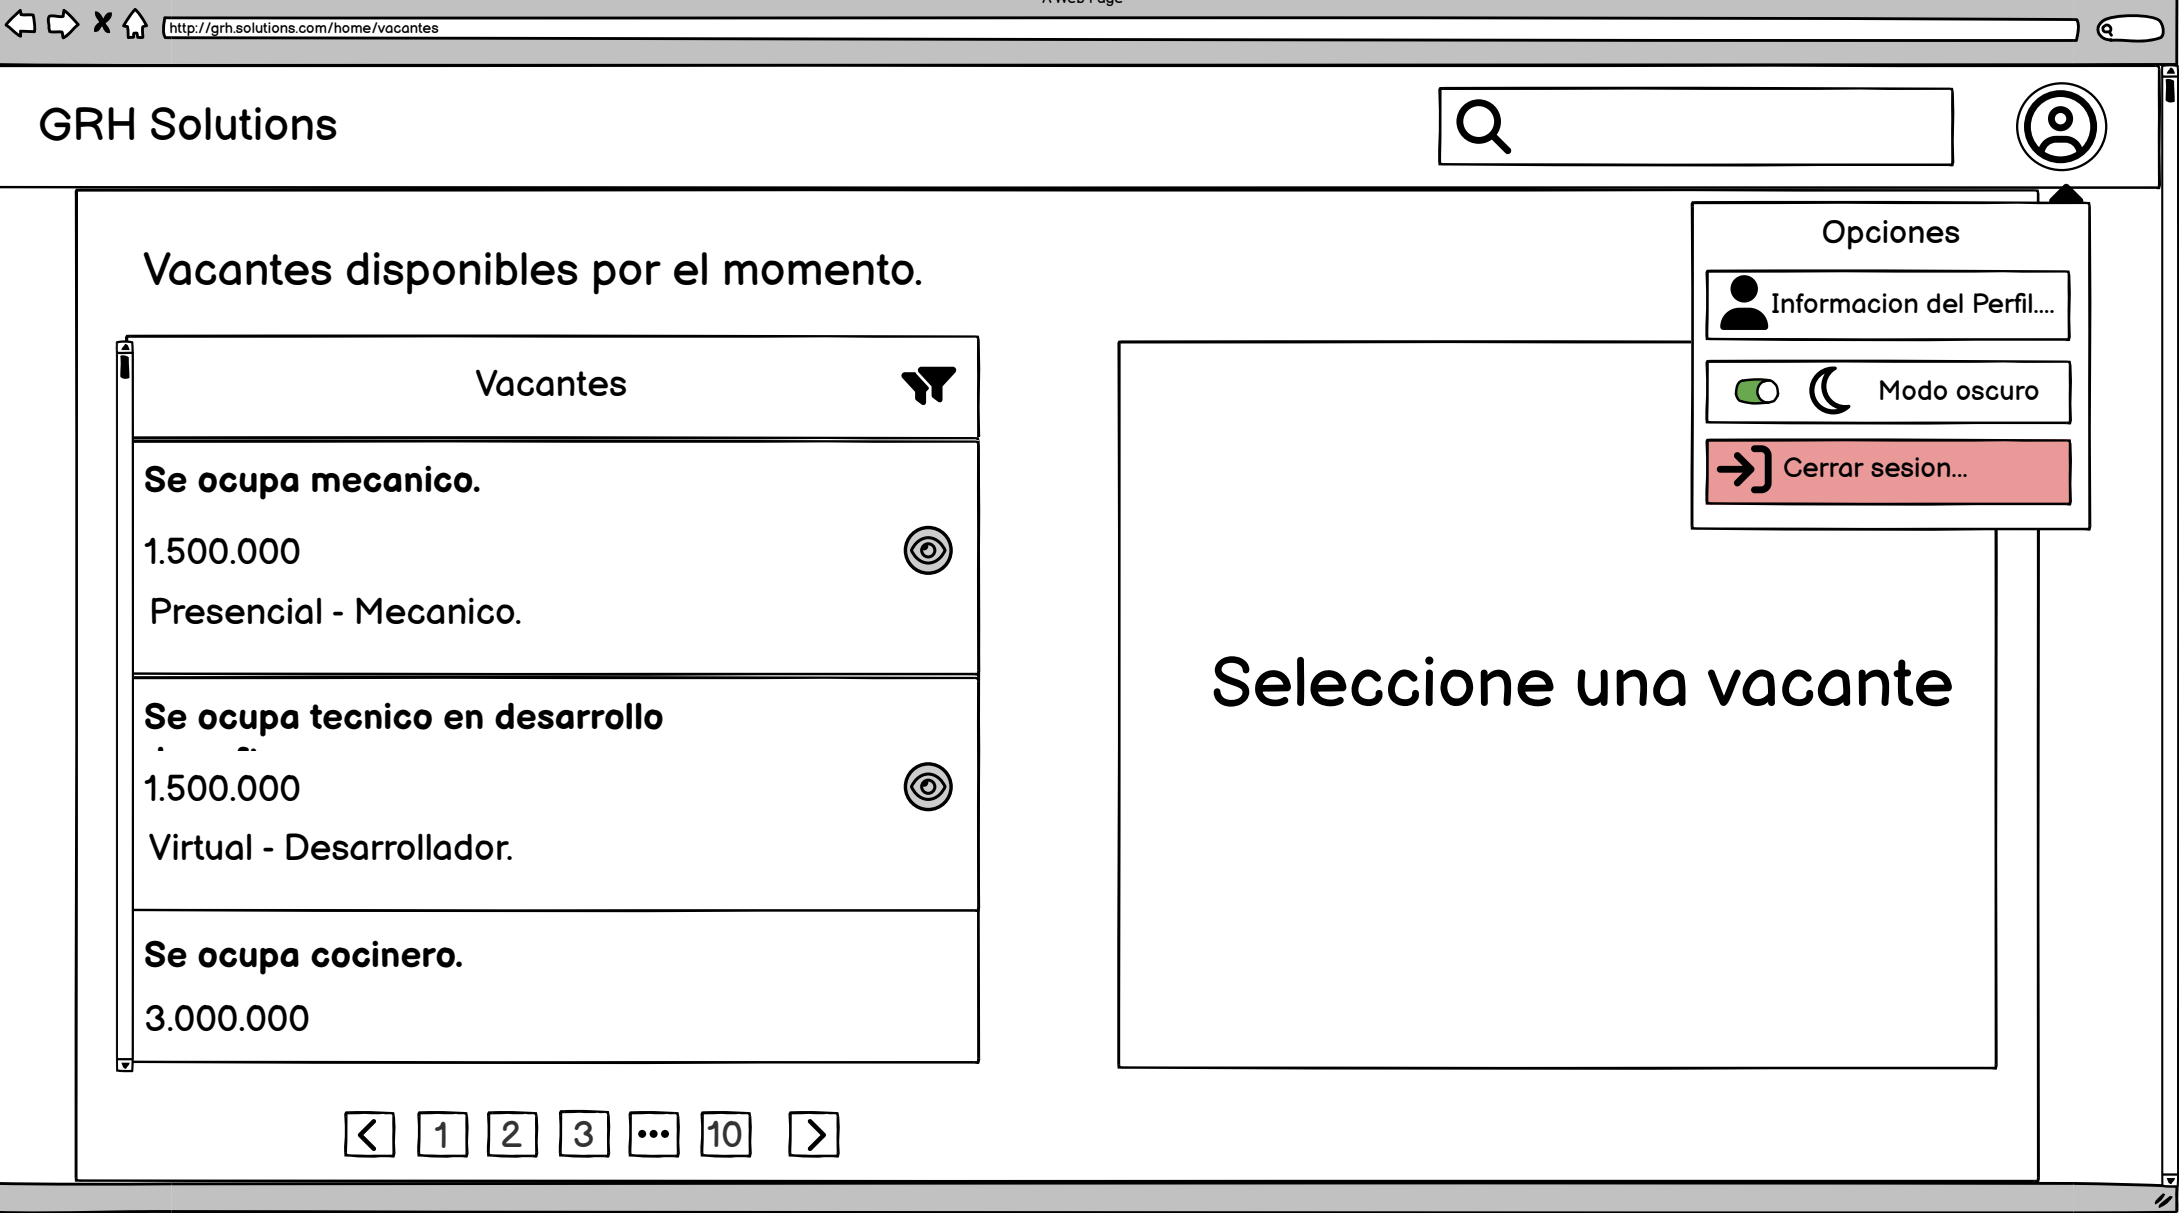 http://grh.solutions.com/home/vacantes
GRH Solutions
Opciones
Informacion del Perfil....
Modo oscuro
Cerrar sesion...
Vacantes disponibles por el momento.
Vacantes
Se ocupa mecanico.
1.500.000
Presencial - Mecanico.
Se ocupa tecnico en desarrollo
1.500.000
Virtual - Desarrollador.
Se ocupa cocinero.
3.000.000
Seleccione una vacante
1 2 3 ••• 10